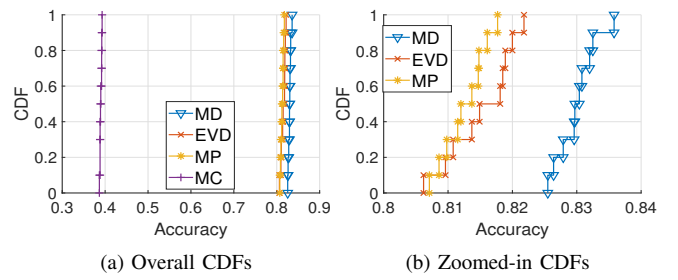 1
0.8
0.6
0.4
0.2
0
CDF
MD
EVD
MP
MC
0.3 0.4 0.5 0.6 0.7 0.8 0.9
Accuracy
(a) Overall CDFs
1
0.8
0.6
0.4
0.2
0
CDF
MD
EVD
MP
0.8 0.81 0.82 0.83 0.84
Accuracy
(b) Zoomed-in CDFs